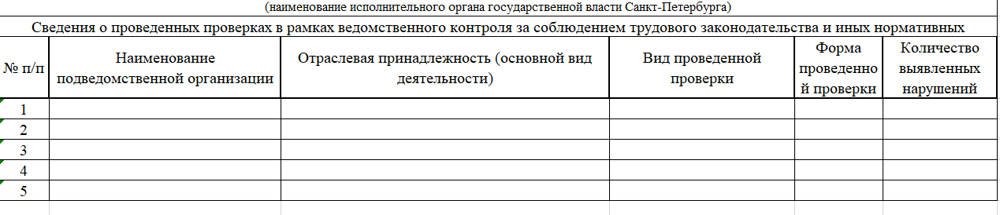 (наименование исполнительного органа государственной власти Санкт-Петербурга)
Сведения о проведенных проверках в рамках ведомственного контроля за соблюдением трудового законодательства и иных нормативных
№ п/п
Наименование
подведомственной организации
Отраслевая принадлежность (основной вид
деятельности)
Вид проведенной
проверки
Форма
проведенно
й проверки
Количество
выявленных
нарушений
1
2
3
4
5